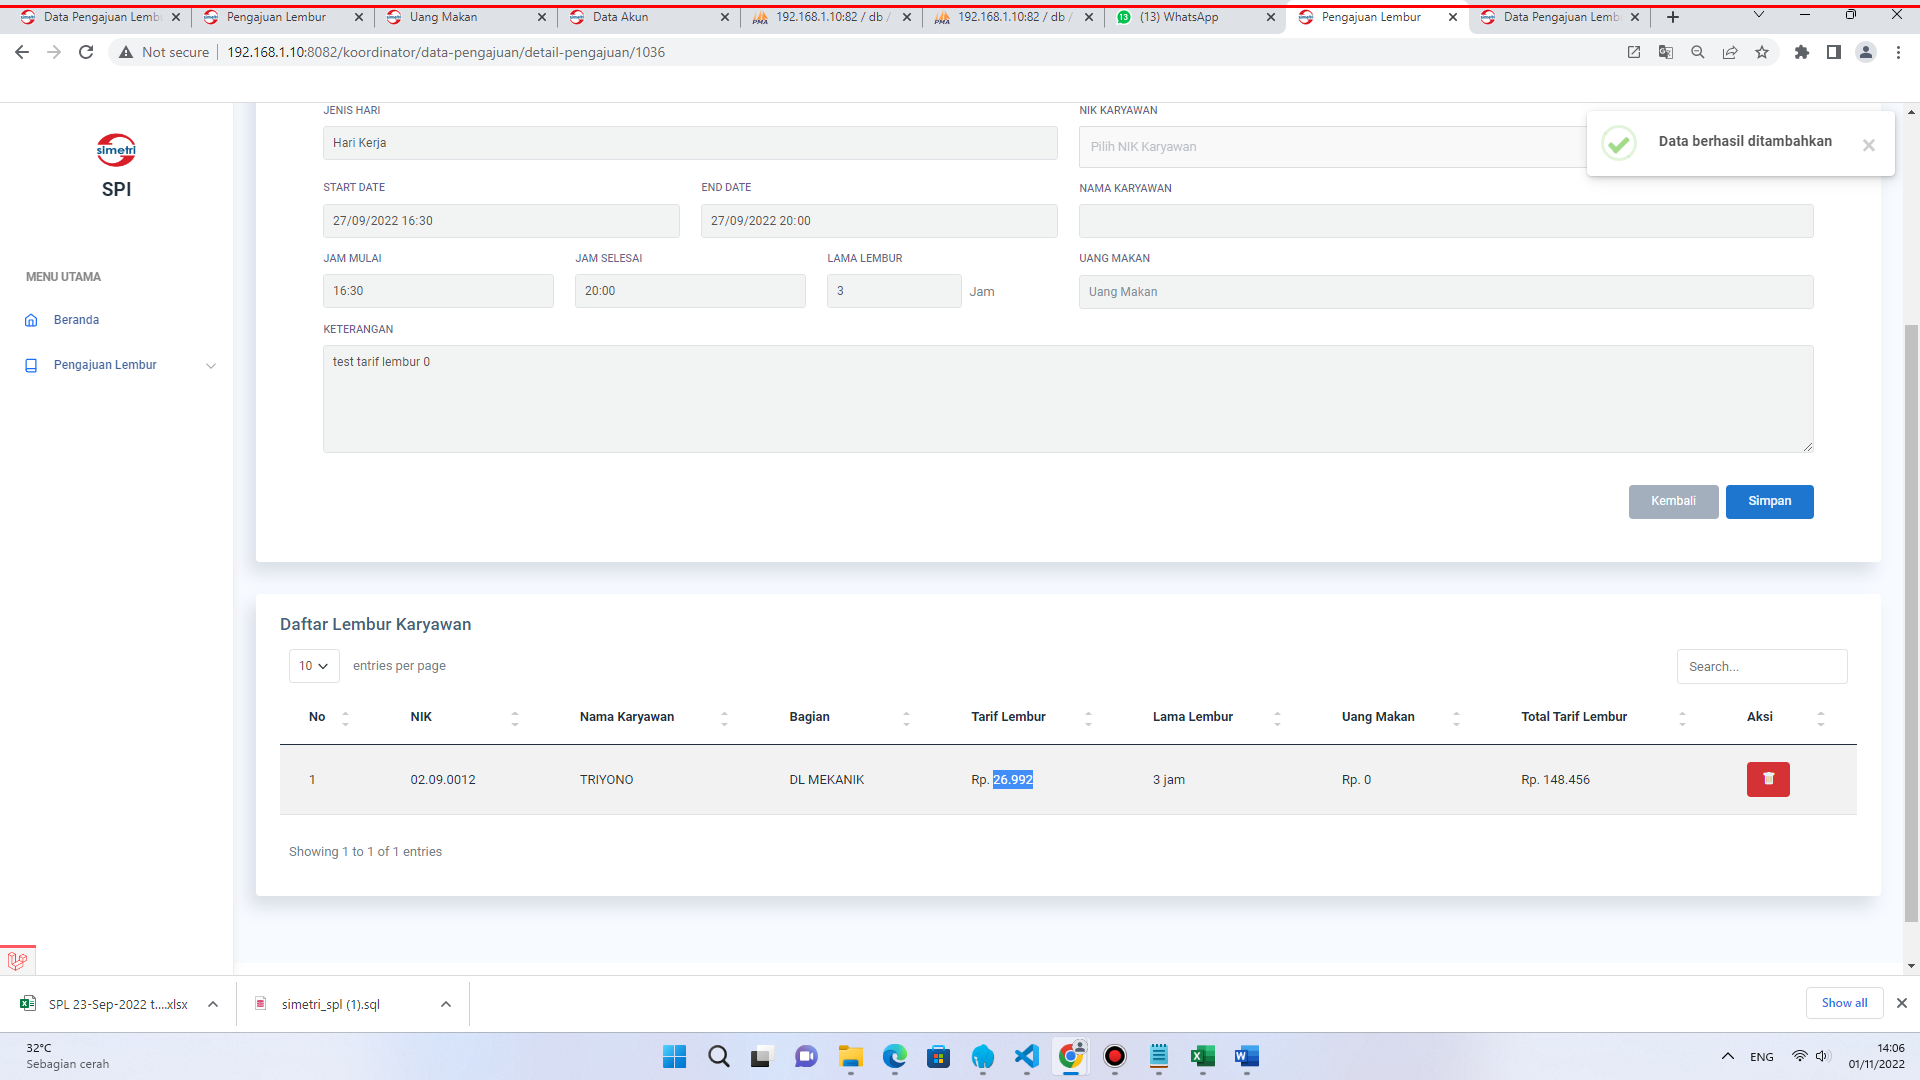 Data Pengajuan Lemb
Pengajuan Lembur
Uang Makan
Data Akun
192.168.1.10:82 / db /
192.168.1.10:82 / db /
(13) WhatsApp
Pengajuan Lembur
Data Pengajuan Lemb
Not secure
192.168.1.10:8082/koordinator/data-pengajuan/detail-pengajuan/1036
simetri
SPI
MENU UTAMA
Beranda
Pengajuan Lembur
JENIS HARI
Hari Kerja
NIK KARYAWAN
Pilih NIK Karyawan
Data berhasil ditambahkan
START DATE
27/09/2022 16:30
END DATE
27/09/2022 20:00
NAMA KARYAWAN
JAM MULAI
16:30
JAM SELESAI
20:00
LAMA LEMBUR
3
Jam
UANG MAKAN
Uang Makan
KETERANGAN
test tarif lembur 0
Kembali
Simpan
Daftar Lembur Karyawan
10 entries per page
Search...
No NIK Nama Karyawan Bagian Tarif Lembur Lama Lembur Uang Makan Total Tarif Lembur Aksi
1 02.09.0012 TRIYONO DL MEKANIK Rp. 26.992 3 jam Rp. 0 Rp. 148.456
Showing 1 to 1 of 1 entries
SPL 23-Sep-2022 t....xlsx
simetri_spl (1).sql
Show all
32°C
Sebagian cerah
ENG
14:06
01/11/2022